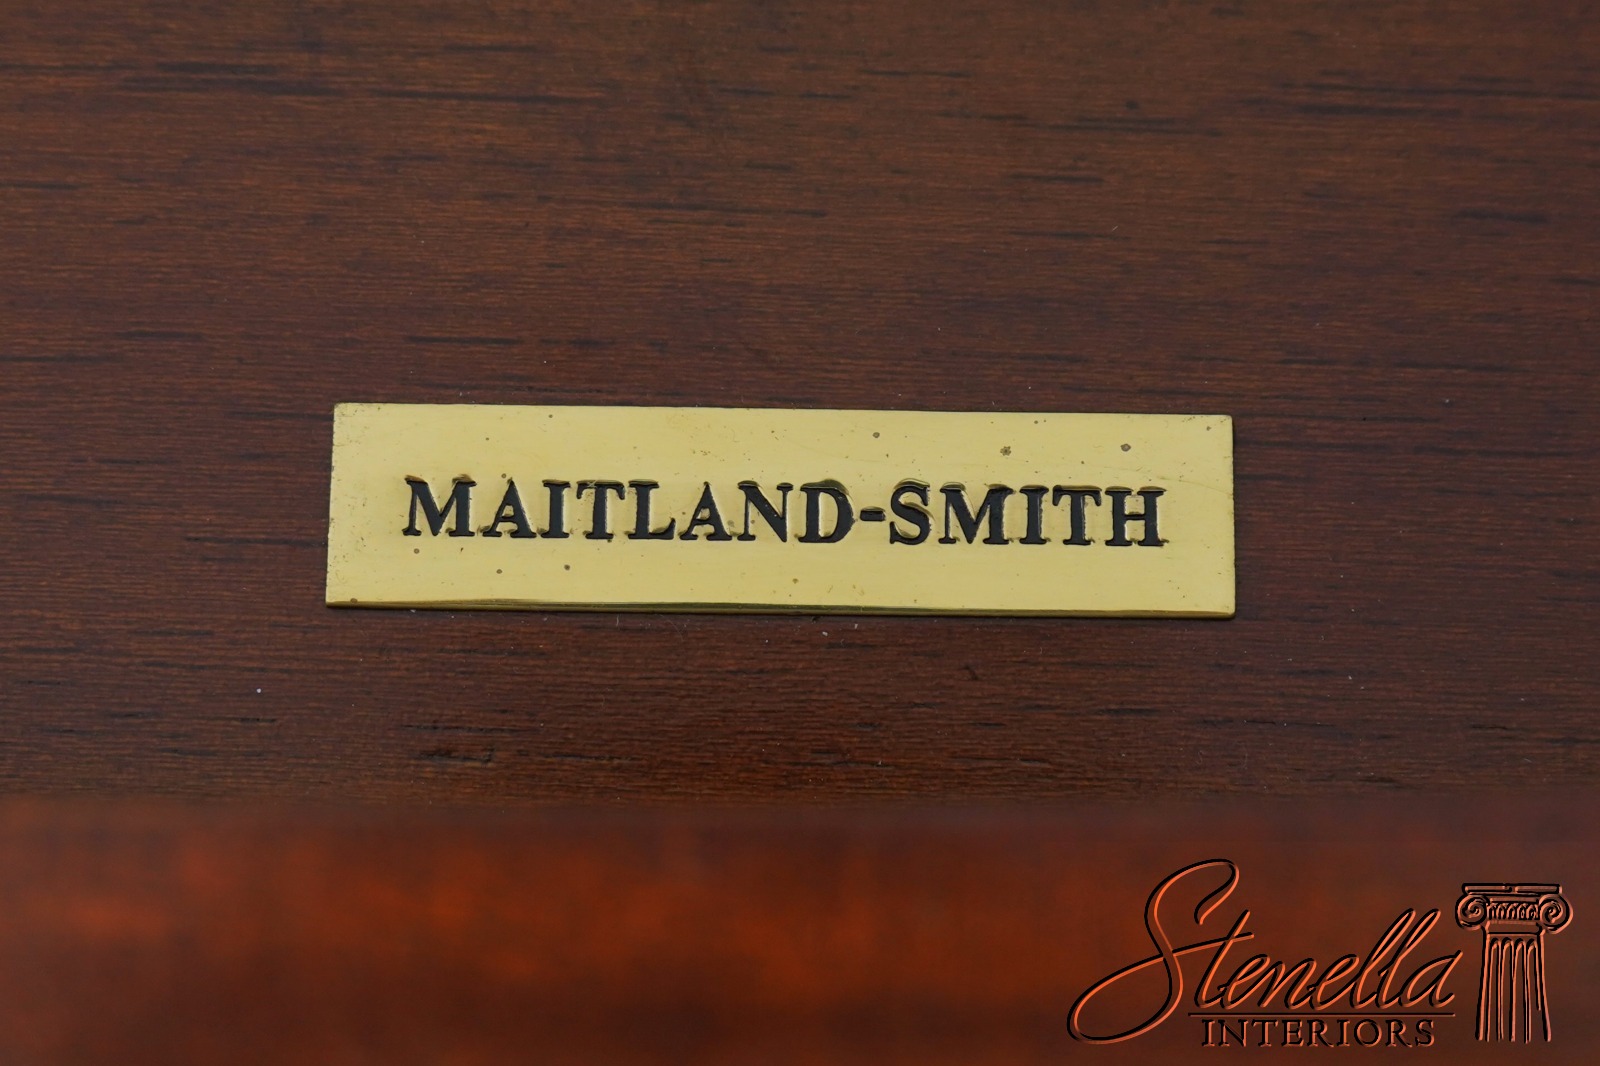 MAITLAND-SMITH
Stenella
INTERIORS